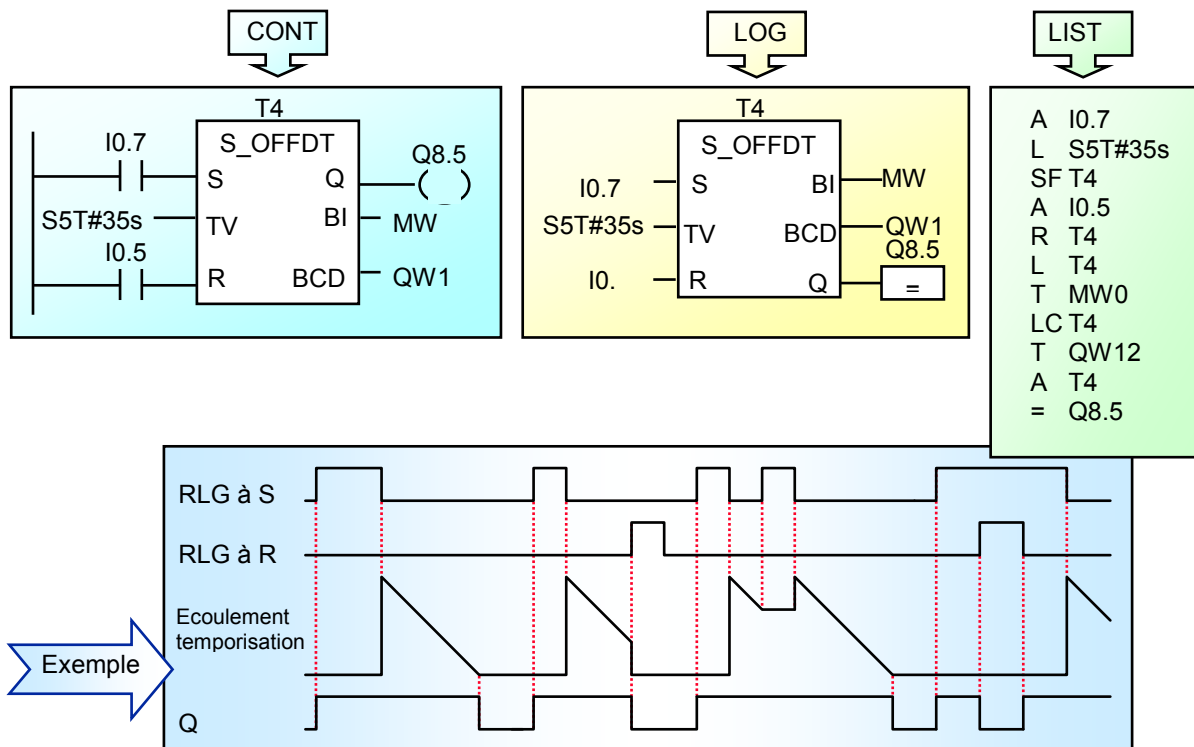 CONT
LOG
LIST
T4
S_OFFDT
I0.7
S
Q
Q8.5
S5T#35s
TV
BI
MW
I0.5
R
BCD
QW1
T4
S_OFFDT
I0.7
S
BI
MW
S5T#35s
TV
BCD
QW1
Q8.5
I0.
R
Q
=
A I0.7
L S5T#35s
SF T4
A I0.5
R T4
L T4
T MW0
LC T4
T QW12
A T4
= Q8.5
RLG à S
RLG à R
Ecoulement
temporisation
Exemple
Q